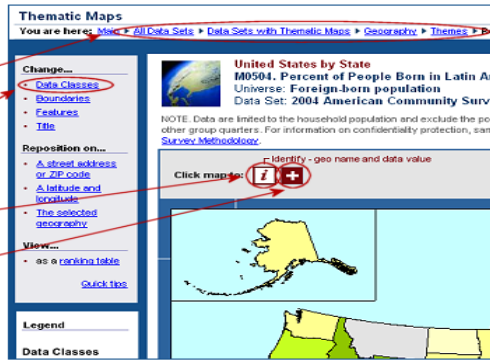 Thematic Maps
You are here: Main ▸ All Data Sets ▸ Data Sets with Thematic Maps ▸ Geography ▸ Themes ▸
Change...
Data Classes
Boundaries
Features
Title
Reposition on...
A street address
or ZIP code
A latitude and
longitude
The selected
geography
View...
as a ranking table
Quick tips
Legend
Data Classes
United States by State
M0504. Percent of People Born in Latin
Universe: Foreign-born population
Data Set: 2004 American Community Surv
NOTE. Data are limited to the household population and exclude the po
other group quarters. For information on confidentiality protection, sam
Survey Methodology.
Identify - geo name and data value
Click map to: i +